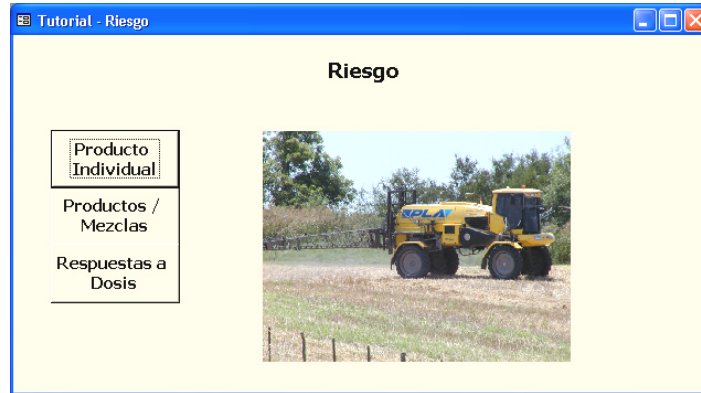 Tutorial - Riesgo
Riesgo
Producto
Individual
Productos /
Mezclas
Respuestas a
Dosis
PLA